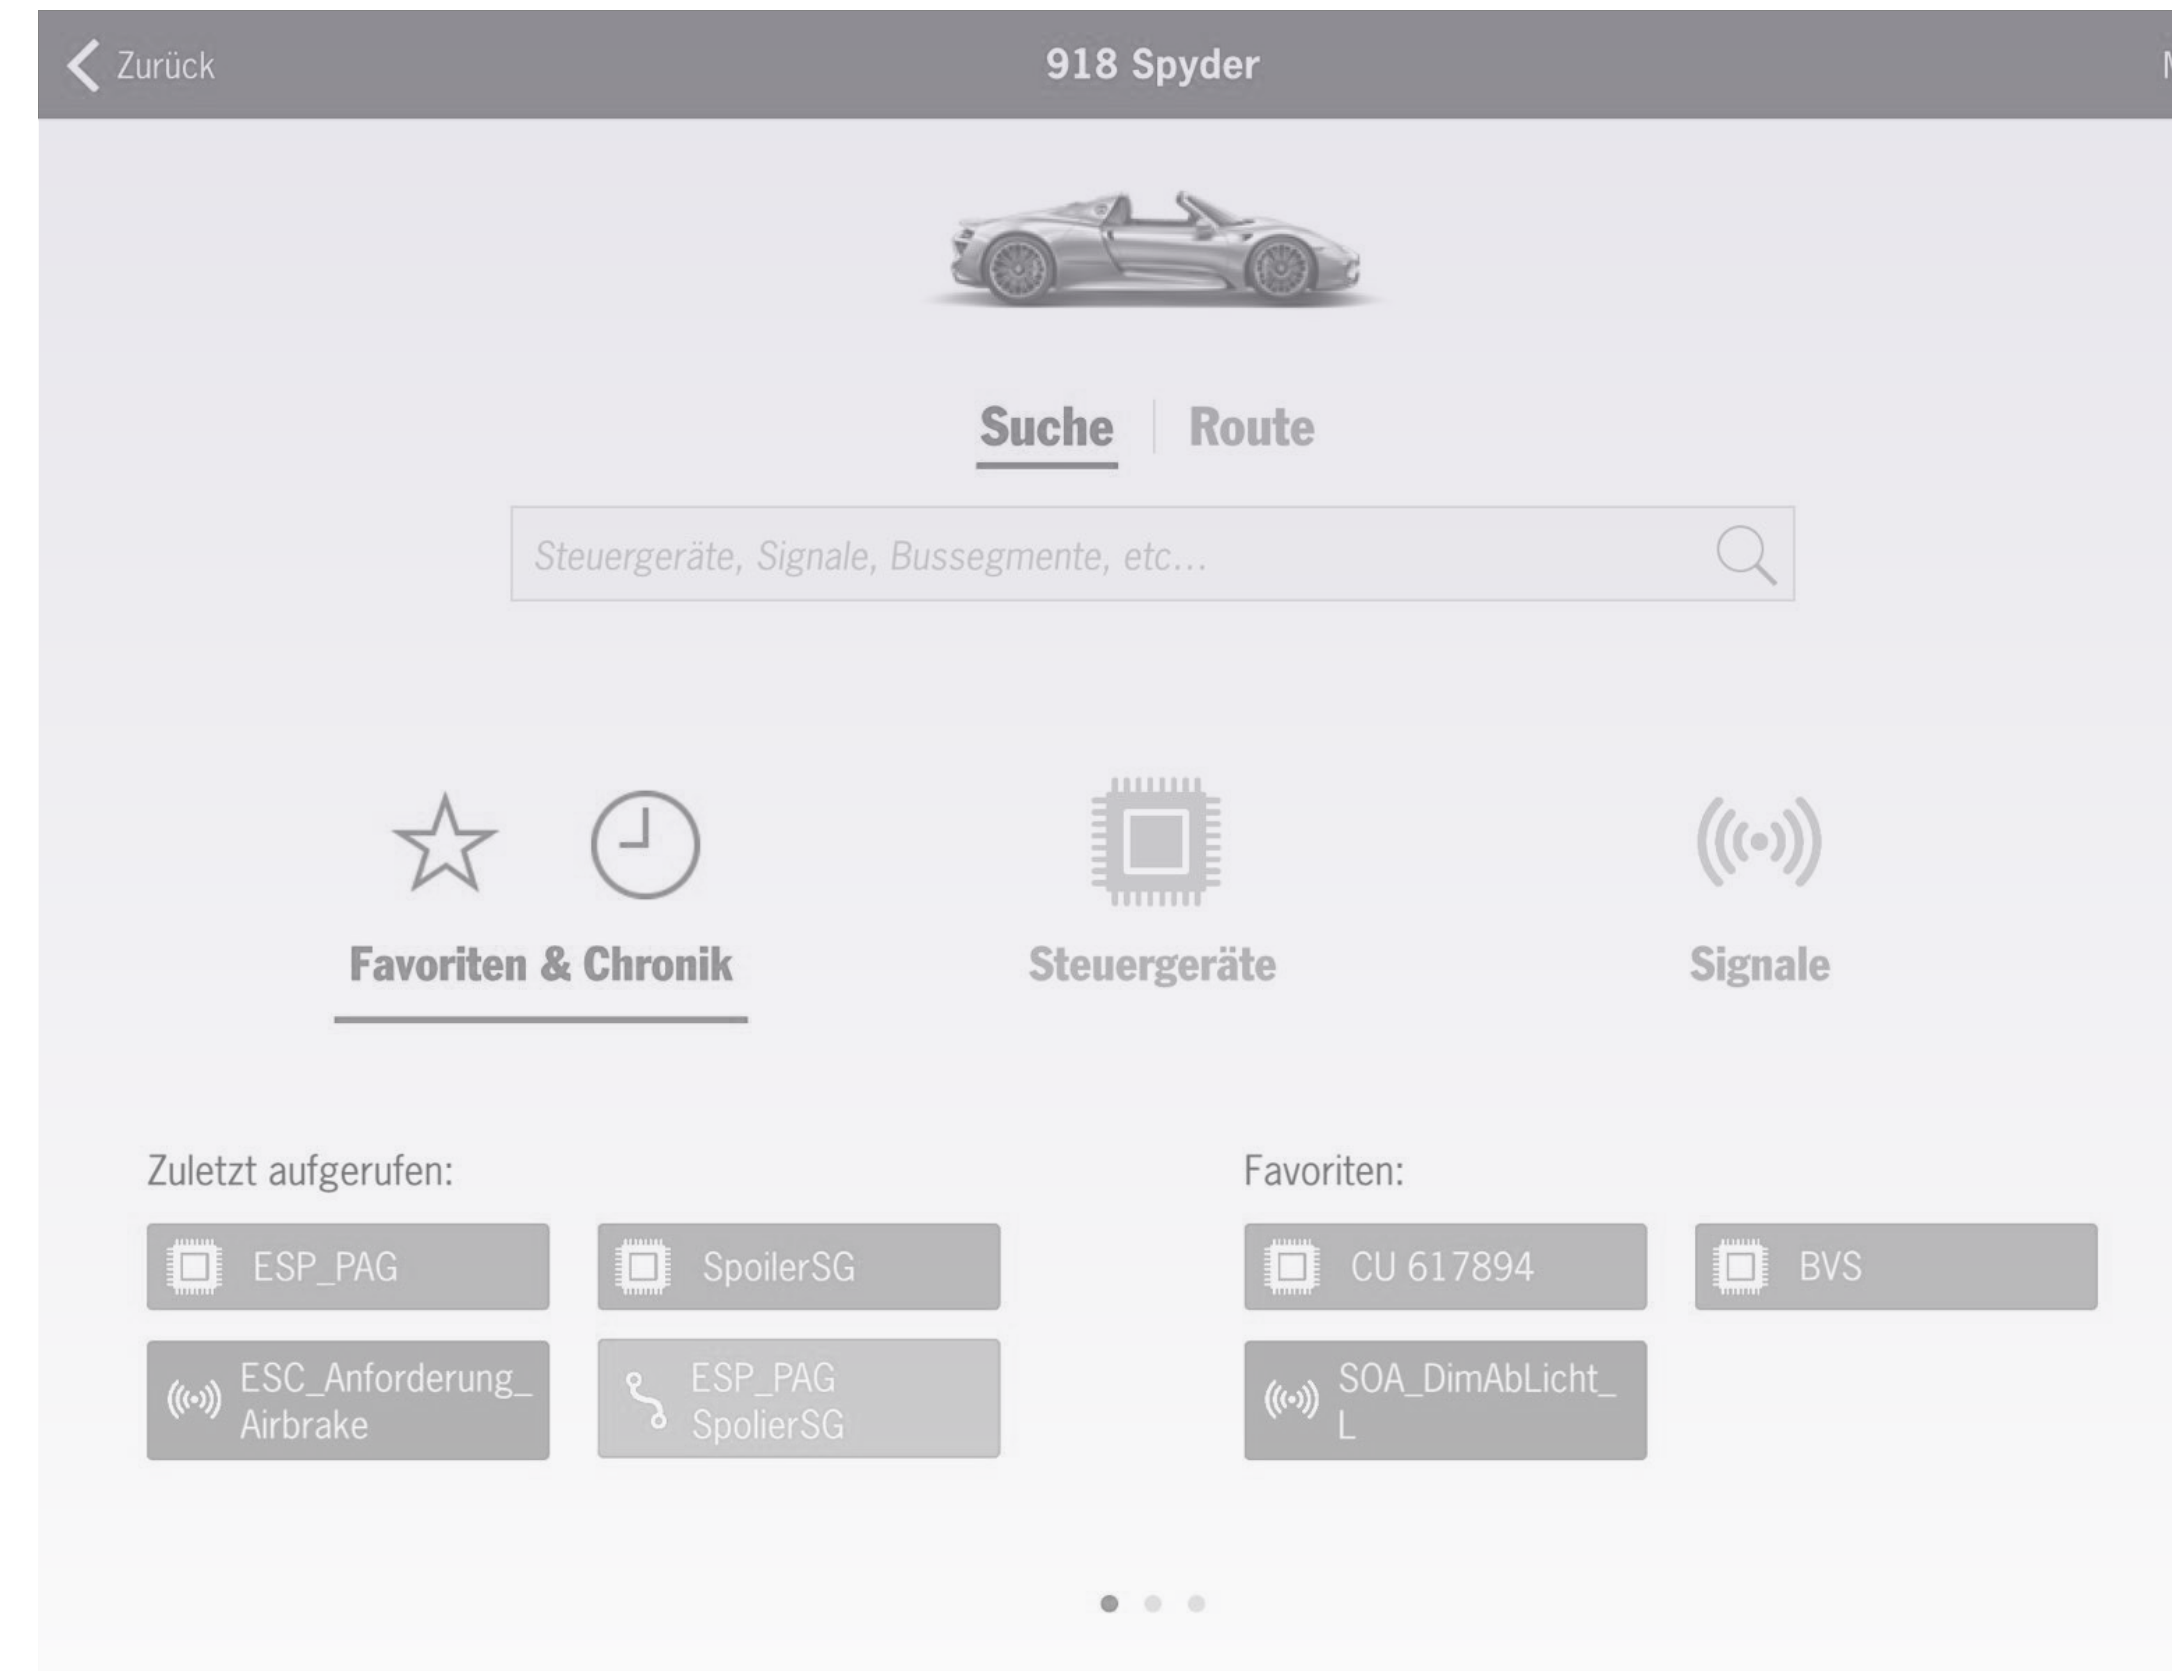 Zurück
918 Spyder
Suche
Route
Steuergeräte, Signale, Bussegmente, etc...
Favoriten & Chronik
Steuergeräte
Signale
Zuletzt aufgerufen:
ESP_PAG
SpoilerSG
ESC_Anforderung_
Airbrake
ESP_PAG
SpolierSG
Favoriten:
CU 617894
BVS
SOA_DimAbLicht_
L